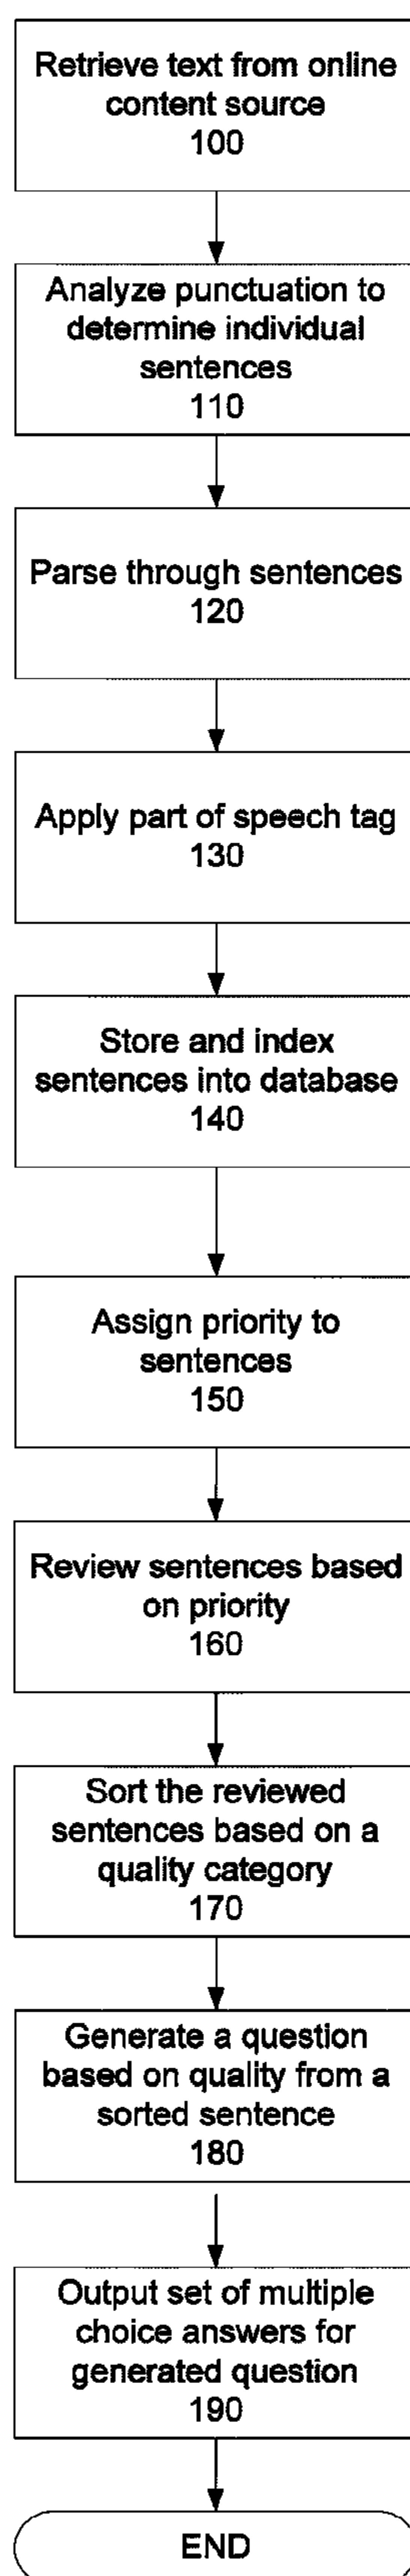 Retrieve text from online
content source
100
Analyze punctuation to
determine individual
sentences
110
Parse through sentences
120
Apply part of speech tag
130
Store and index
sentences into database
140
Assign priority to
sentences
150
Review sentences based
on priority
160
Sort the reviewed
sentences based on a
quality category
170
Generate a question
based on quality from a
sorted sentence
180
Output set of multiple
choice answers for
generated question
190
END